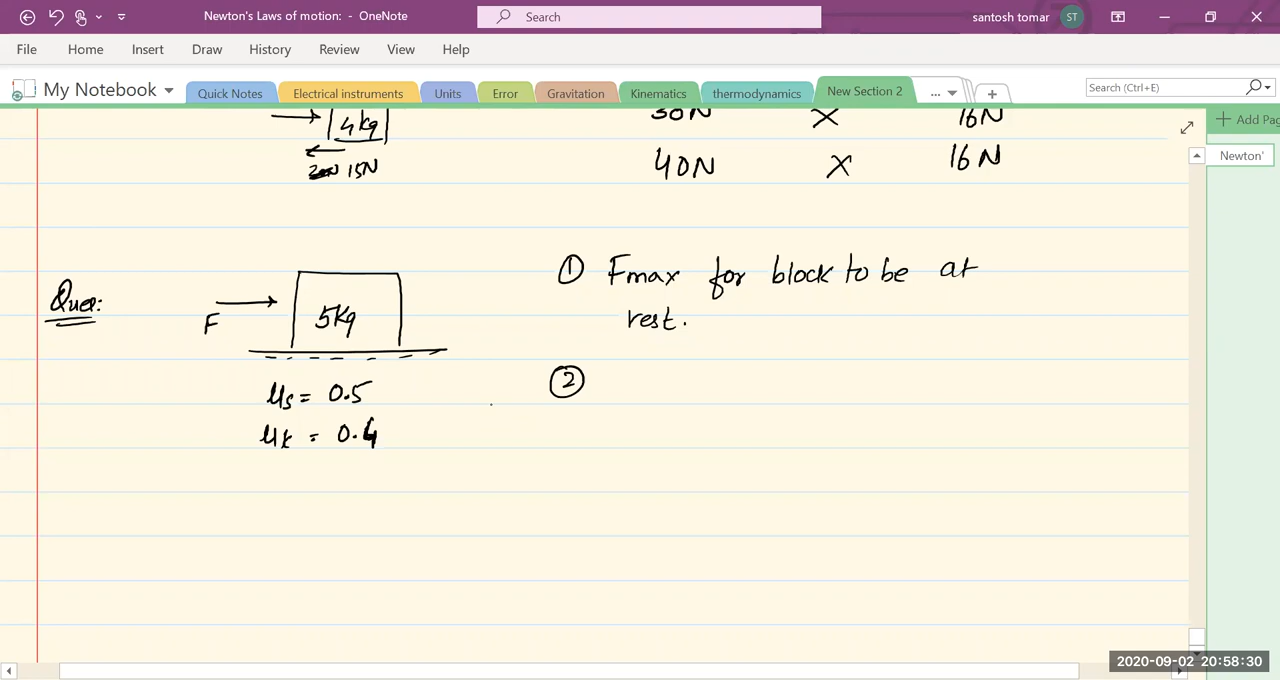 Newton's Laws of motion: - OneNote
Search
santosh tomar
ST
File Home Insert Draw History Review View Help
My Notebook
Quick Notes
Electrical instruments
Units
Error
Gravitation
Kinematics
thermodynamics
New Section 2
...
Search (Ctrl+E)
Add Pag
Newton'
4kg
30N X 16N
15N
40N X 16N
Ques:
F
5kg
μs = 0.5
μk = 0.4
① Fmax for block to be at
rest.
②
2020-09-02 20:58:30